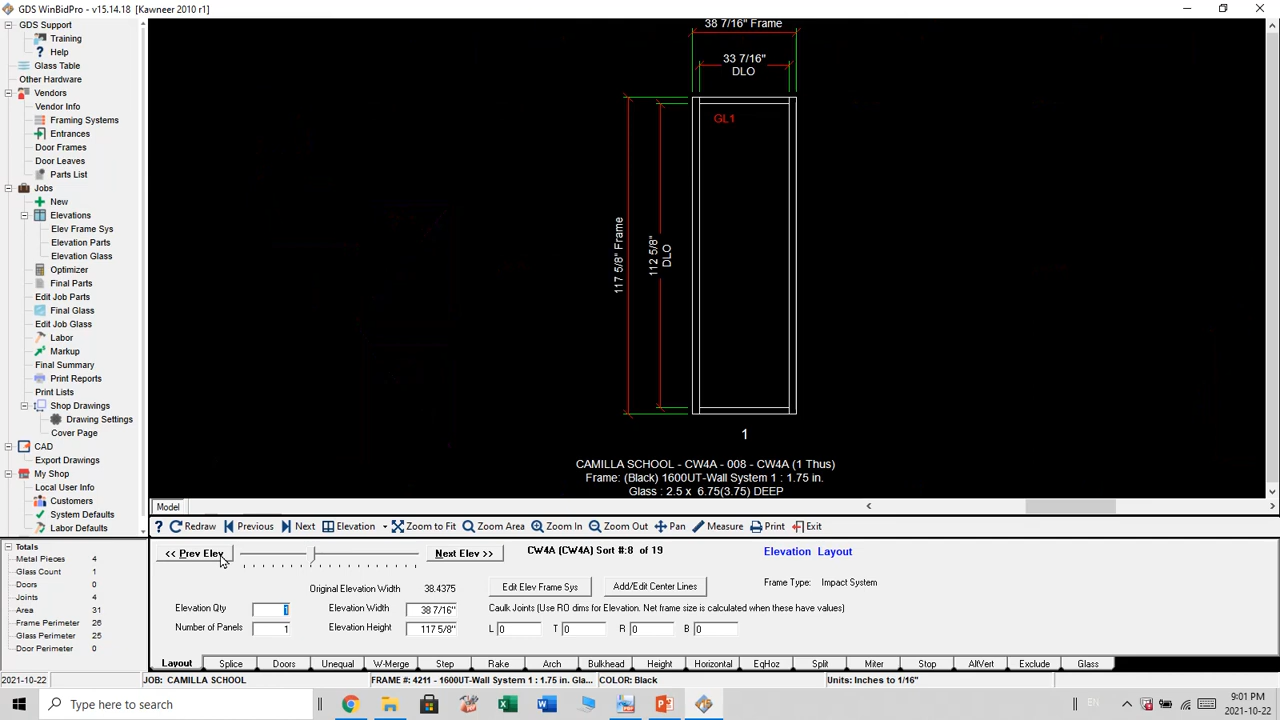 GDS WinBidPro - v15.14.18 [Kawneer 2010 r1]
GDS Support
Training
? Help
Glass Table
Other Hardware
Vendors
Vendor Info
Framing Systems
Entrances
Door Frames
Door Leaves
Parts List
Jobs
New
Elevations
Elev Frame Sys
Elevation Parts
Elevation Glass
Optimizer
Final Parts
Edit Job Parts
Final Glass
Edit Job Glass
Labor
Markup
Final Summary
Print Reports
Print Lists
Shop Drawings
Drawing Settings
Cover Page
CAD
Export Drawings
My Shop
Local User Info
Customers
System Defaults
Labor Defaults
38 7/16" Frame
33 7/16"
DLO
GL1
117 5/8" Frame
112 5/8"
DLO
1
CAMILLA SCHOOL - CW4A - 008 - CW4A (1 Thus)
Frame: (Black) 1600UT-Wall System 1 : 1.75 in.
Glass : 2.5 x 6.75(3.75) DEEP
Model
? Redraw Previous Next Elevation Zoom to Fit Zoom Area Zoom In Zoom Out Pan Measure Print Exit
<< Prev Elev Next Elev >> CW4A (CW4A) Sort #:8 of 19 Elevation Layout
Original Elevation Width 38.4375 Edit Elev Frame Sys Add/Edit Center Lines Frame Type: Impact System
Elevation Qty 1 Elevation Width 38 7/16" Caulk Joints (Use RO dims for Elevation. Net frame size is calculated when these have values)
Number of Panels 1 Elevation Height 117 5/8" L 0 T 0 R 0 B 0
Layout Splice Doors Unequal W-Merge Step Rake Arch Bulkhead Height Horizontal EqHoz Split Miter Stop AltVert Exclude Glass
Totals
Metal Pieces 4
Glass Count 1
Doors 0
Joints 4
Area 31
Frame Perimeter 26
Glass Perimeter 25
Door Perimeter 0
2021-10-22 JOB: CAMILLA SCHOOL FRAME #: 4211 - 1600UT-Wall System 1 : 1.75 in. Gla... COLOR: Black Units: Inches to 1/16"
Type here to search
EN
9:01 PM
2021-10-22